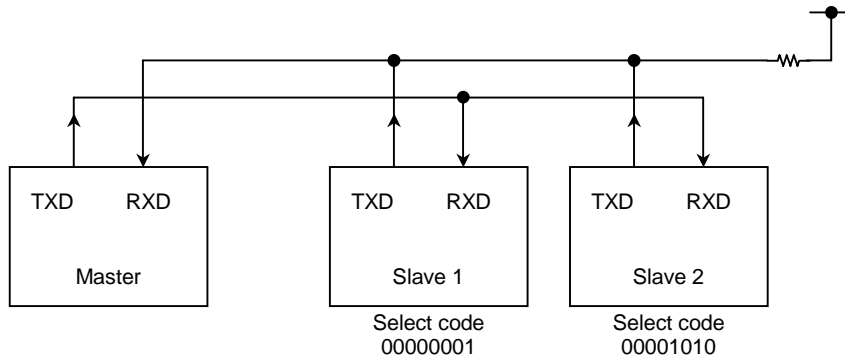 TXD RXD
Master
TXD RXD
Slave 1
Select code
00000001
TXD RXD
Slave 2
Select code
00001010